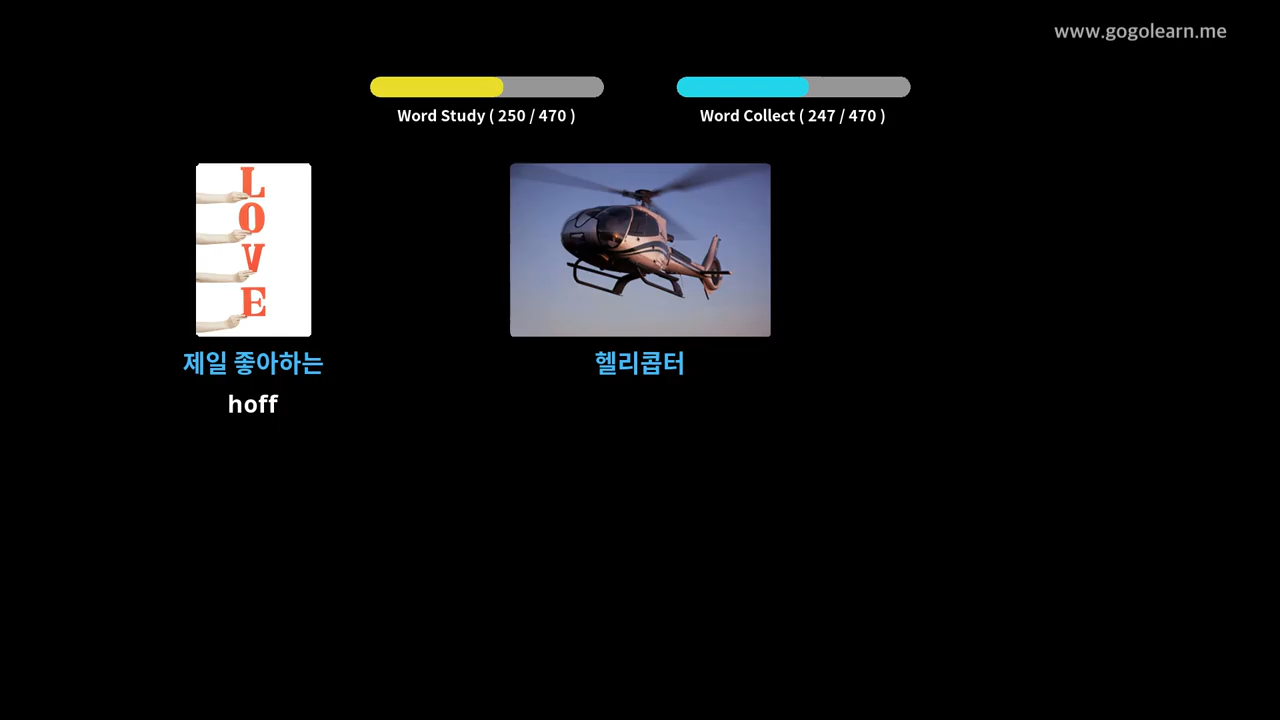 www.gogolearn.me
Word Study ( 250 / 470 )
Word Collect ( 247 / 470 )
L
O
V
E
제일 좋아하는
hoff
헬리콥터